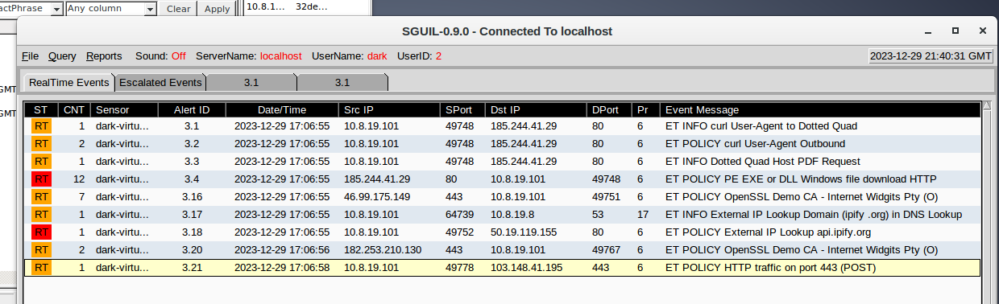 actPhrase Any column Clear Apply 10.8.1... 32de...
SGUIL-0.9.0 - Connected To localhost
File Query Reports Sound: Off ServerName: localhost UserName: dark UserID: 2 2023-12-29 21:40:31 GMT
RealTime Events Escalated Events 3.1 3.1
GMT
GMT
ST CNT Sensor Alert ID Date/Time Src IP SPort Dst IP DPort Pr Event Message
RT 1 dark-virtu... 3.1 2023-12-29 17:06:55 10.8.19.101 49748 185.244.41.29 80 6 ET INFO curl User-Agent to Dotted Quad
RT 2 dark-virtu... 3.2 2023-12-29 17:06:55 10.8.19.101 49748 185.244.41.29 80 6 ET POLICY curl User-Agent Outbound
RT 1 dark-virtu... 3.3 2023-12-29 17:06:55 10.8.19.101 49748 185.244.41.29 80 6 ET INFO Dotted Quad Host PDF Request
RT 12 dark-virtu... 3.4 2023-12-29 17:06:55 185.244.41.29 80 10.8.19.101 49748 6 ET POLICY PE EXE or DLL Windows file download HTTP
RT 7 dark-virtu... 3.16 2023-12-29 17:06:55 46.99.175.149 443 10.8.19.101 49751 6 ET POLICY OpenSSL Demo CA - Internet Widgits Pty (O)
RT 1 dark-virtu... 3.17 2023-12-29 17:06:55 10.8.19.101 64739 10.8.19.8 53 17 ET INFO External IP Lookup Domain (ipify .org) in DNS Lookup
RT 1 dark-virtu... 3.18 2023-12-29 17:06:55 10.8.19.101 49752 50.19.119.155 80 6 ET POLICY External IP Lookup api.ipify.org
RT 2 dark-virtu... 3.20 2023-12-29 17:06:56 182.253.210.130 443 10.8.19.101 49767 6 ET POLICY OpenSSL Demo CA - Internet Widgits Pty (O)
RT 1 dark-virtu... 3.21 2023-12-29 17:06:58 10.8.19.101 49778 103.148.41.195 443 6 ET POLICY HTTP traffic on port 443 (POST)